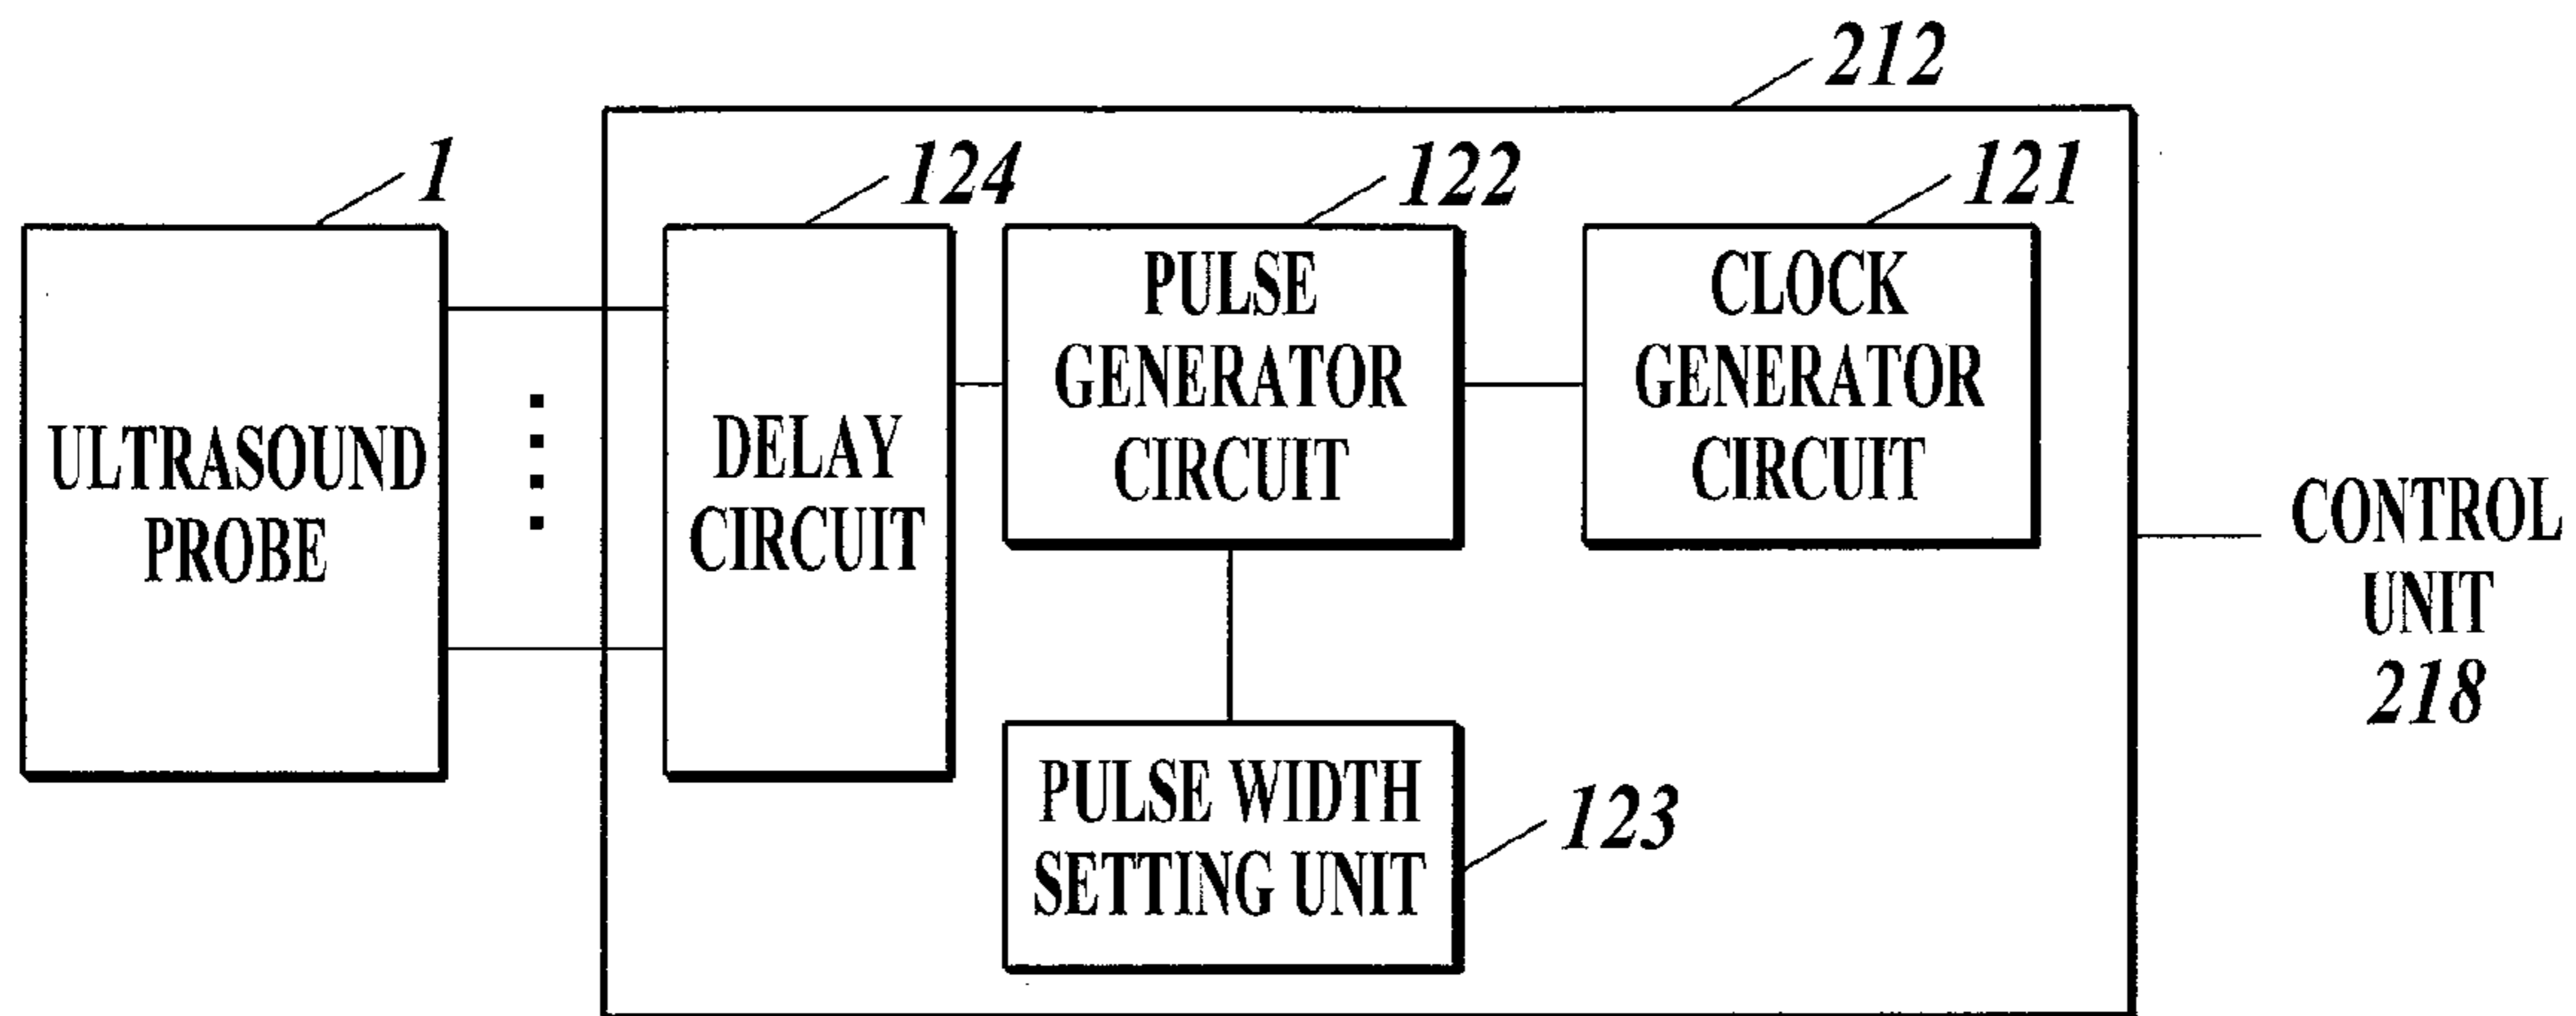 212
1
124
122
121
ULTRASOUND
PROBE
DELAY
CIRCUIT
PULSE
GENERATOR
CIRCUIT
CLOCK
GENERATOR
CIRCUIT
PULSE WIDTH
SETTING UNIT
123
CONTROL
UNIT
218